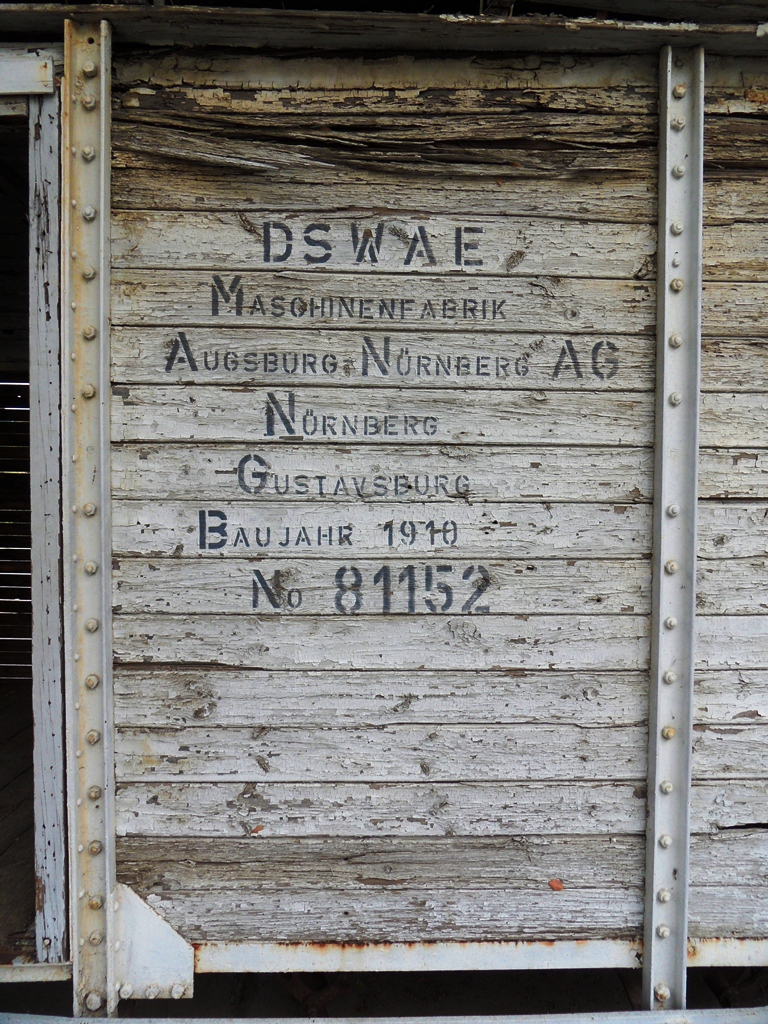 DSWAE
MASCHINENFABRIK
AUGSBURG-NÜRNBERG AG
NÜRNBERG
GUSTAVSBURG
BAUJAHR 1910
No 81152